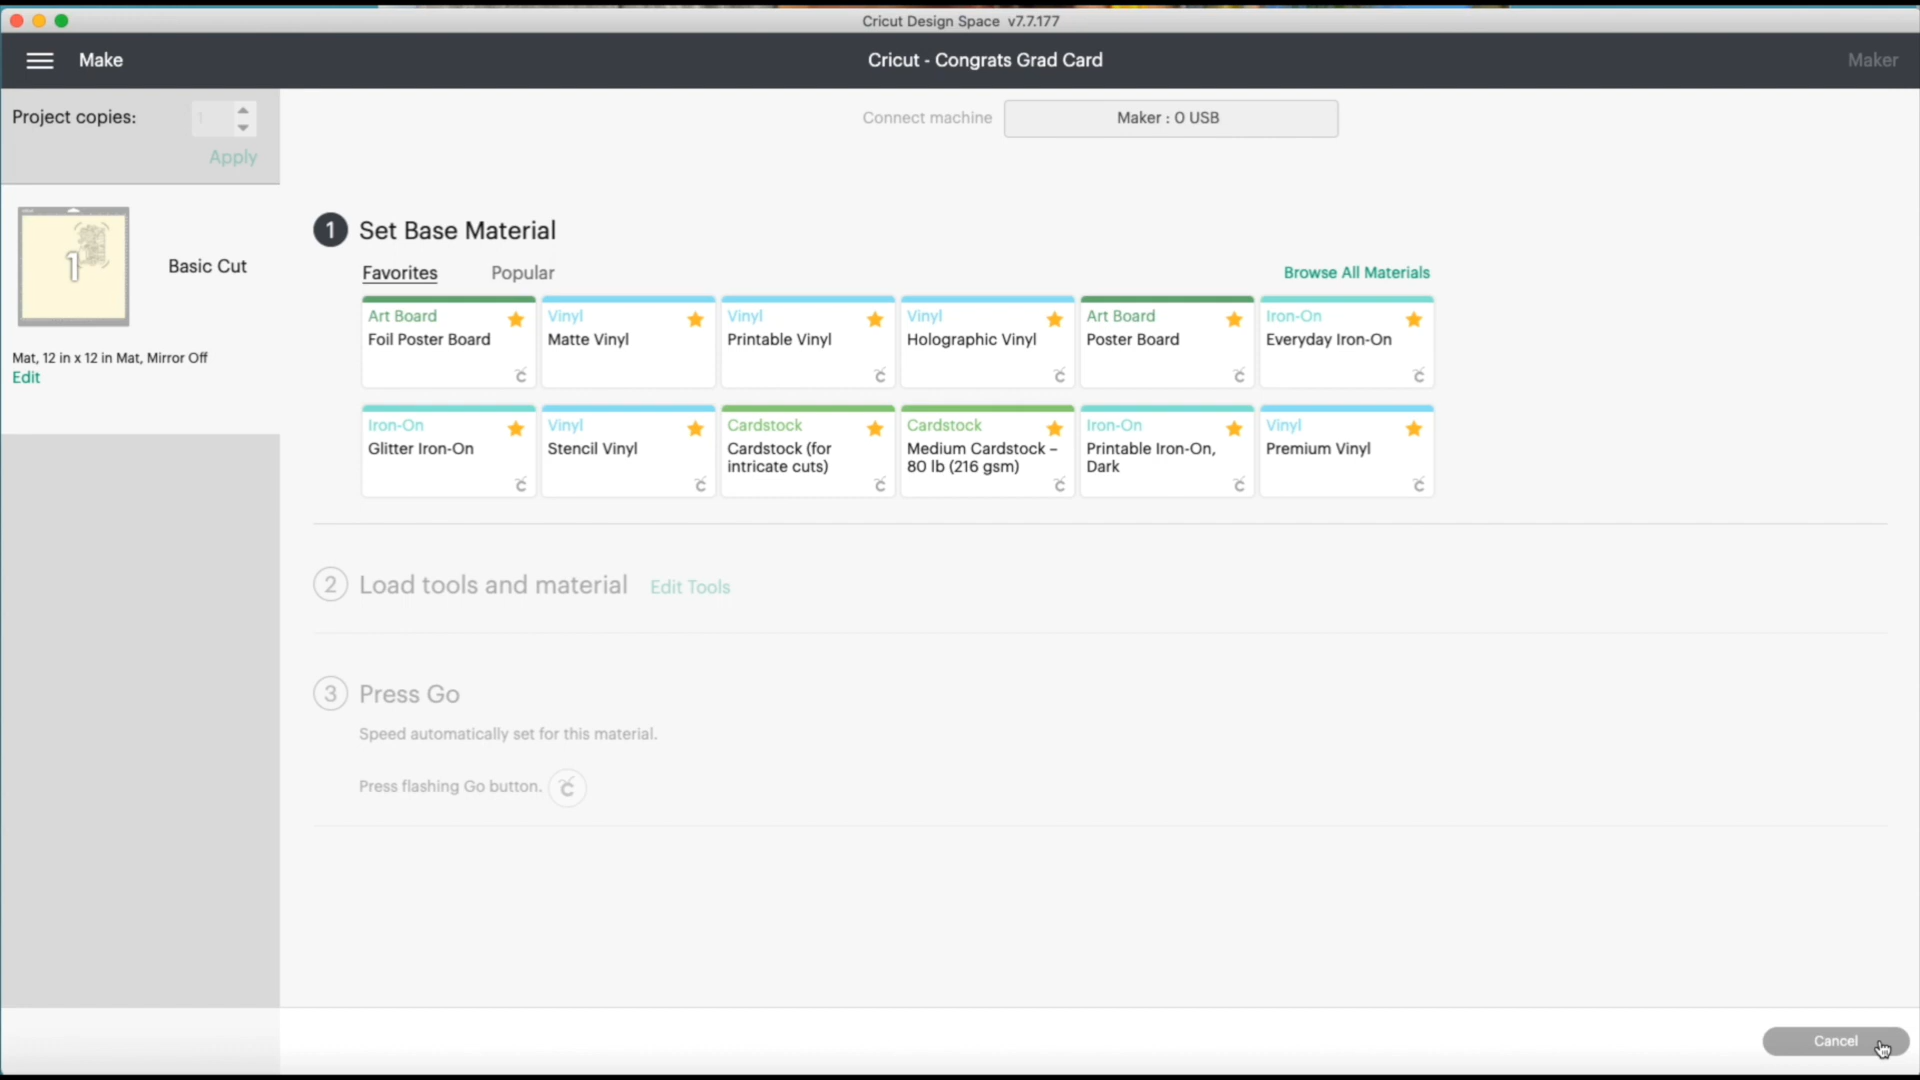 Cricut Design Space v7.7.177
Make
Cricut - Congrats Grad Card
Maker
Project copies:
1
Apply
Connect machine
Maker : 0 USB
1
Basic Cut
Mat, 12 in x 12 in Mat, Mirror Off
Edit
1 Set Base Material
Favorites
Popular
Browse All Materials
Art Board
Foil Poster Board
Vinyl
Matte Vinyl
Vinyl
Printable Vinyl
Vinyl
Holographic Vinyl
Art Board
Poster Board
Iron-On
Everyday Iron-On
Iron-On
Glitter Iron-On
Vinyl
Stencil Vinyl
Cardstock
Cardstock (for
intricate cuts)
Cardstock
Medium Cardstock –
80 lb (216 gsm)
Iron-On
Printable Iron-On,
Dark
Vinyl
Premium Vinyl
2 Load tools and material
Edit Tools
3 Press Go
Speed automatically set for this material.
Press flashing Go button.
Cancel